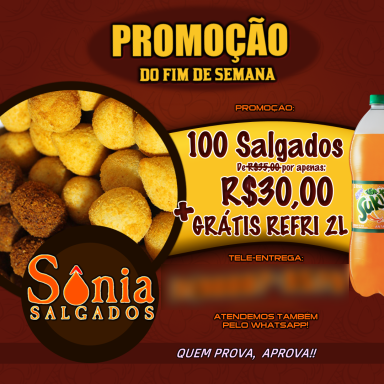 PROMOÇÃO
DO FIM DE SEMANA
PROMOÇÃO:
100 Salgados
De R$35,00 por apenas:
R$30,00
+ GRÁTIS REFRI 2L
Sônia
SALGADOS
TELE-ENTREGA:
ATENDEMOS TAMBEM
PELO WHATSAPP!
QUEM PROVA, APROVA!!